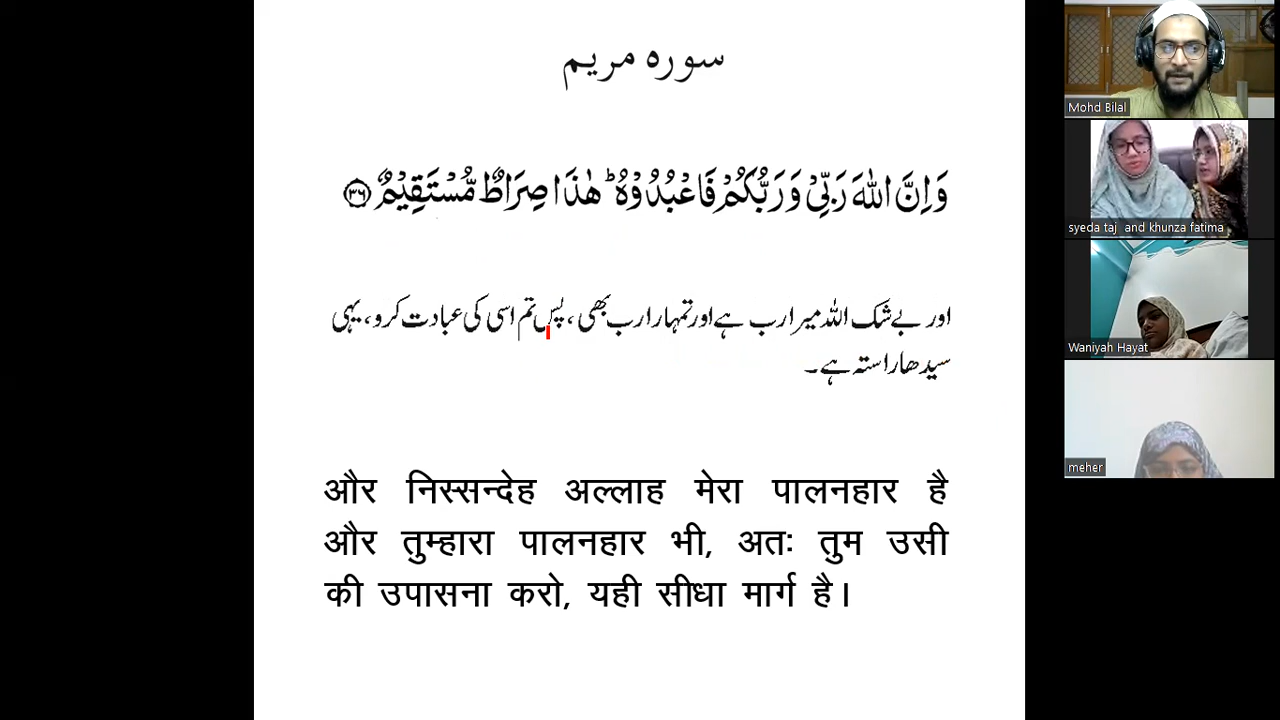 سورہ مریم
وَاِنَّ اللّٰهَ رَبِّیْ وَرَبُّكُمْ فَاعْبُدُوْهُ ؕ هٰذَا صِرَاطٌ مُّسْتَقِیْمٌ ﴿۳۶﴾
اور بے شک اللہ میرا رب ہے اور تمہارا رب بھی، پس تم اسی کی عبادت کرو، یہی
سیدھا راستہ ہے۔
और निस्सन्देह अल्लाह मेरा पालनहार है
और तुम्हारा पालनहार भी, अतः तुम उसी
की उपासना करो, यही सीधा मार्ग है।
Mohd Bilal
syeda taj and khunza fatima
Waniyah Hayat
meher